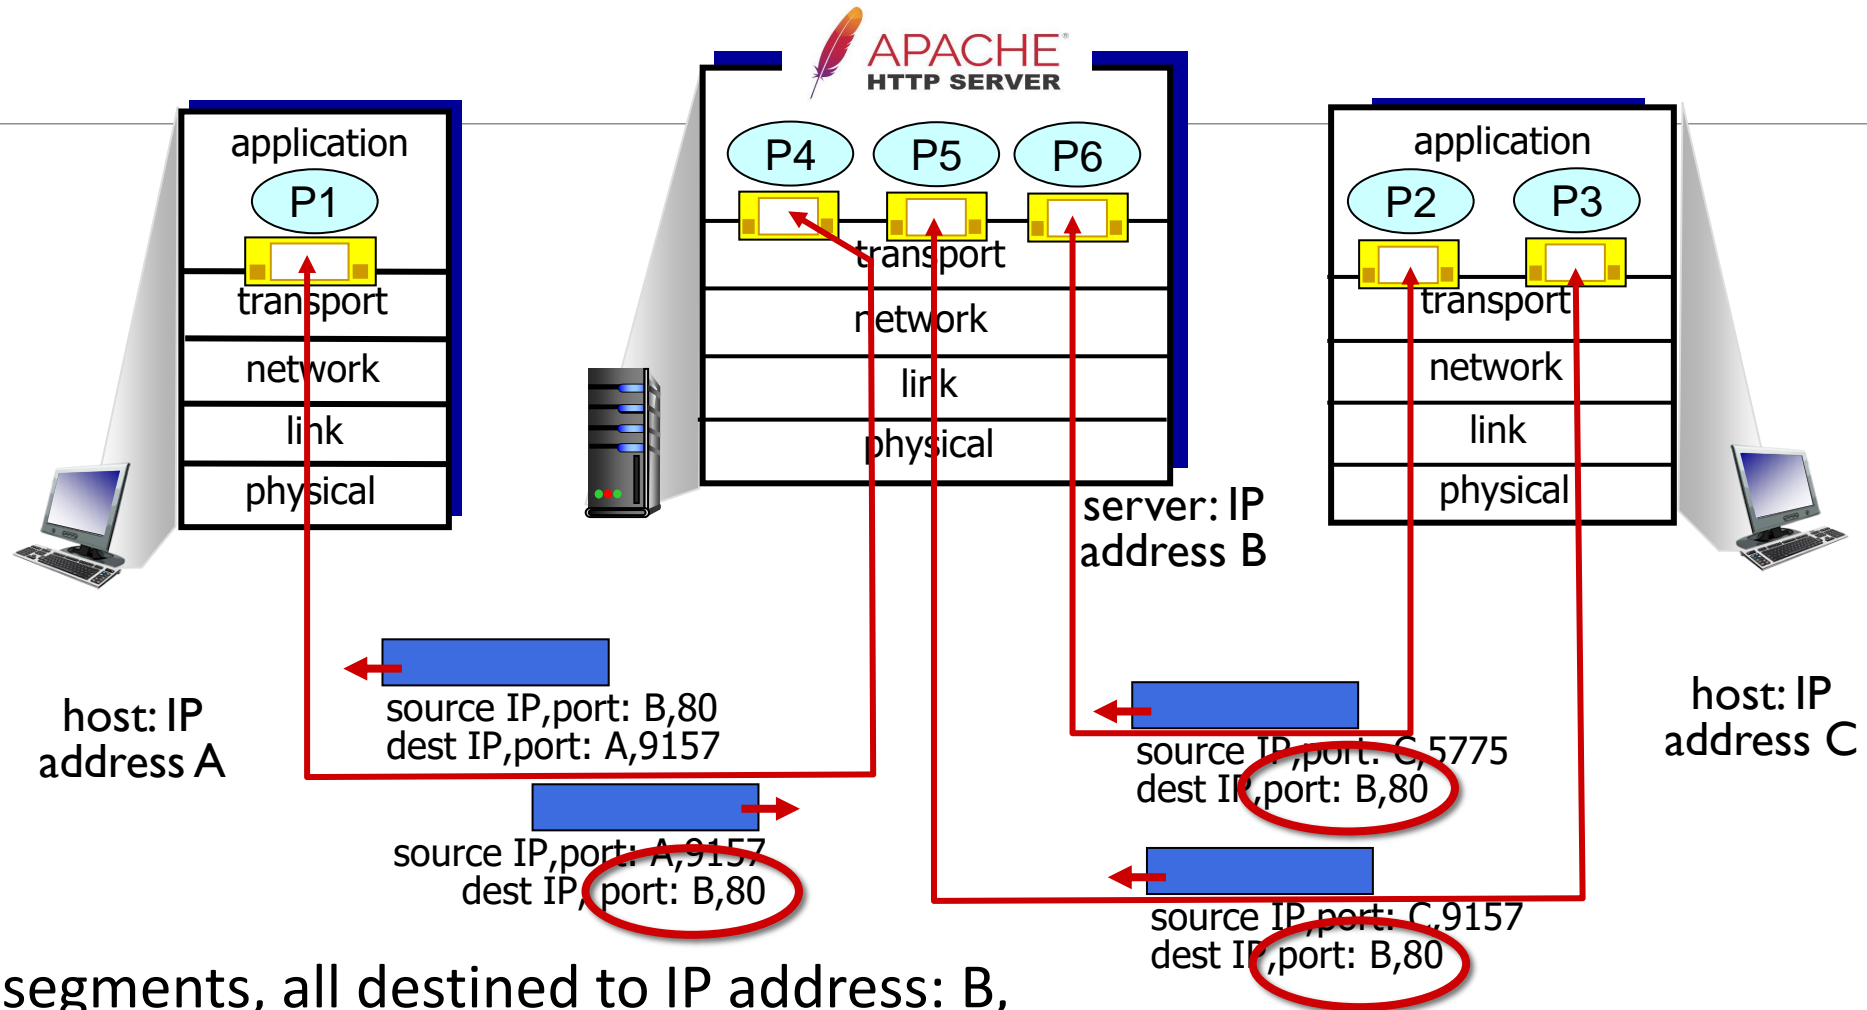 APACHE®
HTTP SERVER
application
P1
transport
network
link
physical
P4
P5
P6
transport
network
link
physical
application
P2
P3
transport
network
link
physical
server: IP
address B
host: IP
address A
source IP,port: B,80
dest IP,port: A,9157
source IP,port: A,9157
dest IP, port: B,80
source IP,port: C,5775
dest IP,port: B,80
source IP,port: C,9157
dest IP,port: B,80
host: IP
address C
segments, all destined to IP address: B,